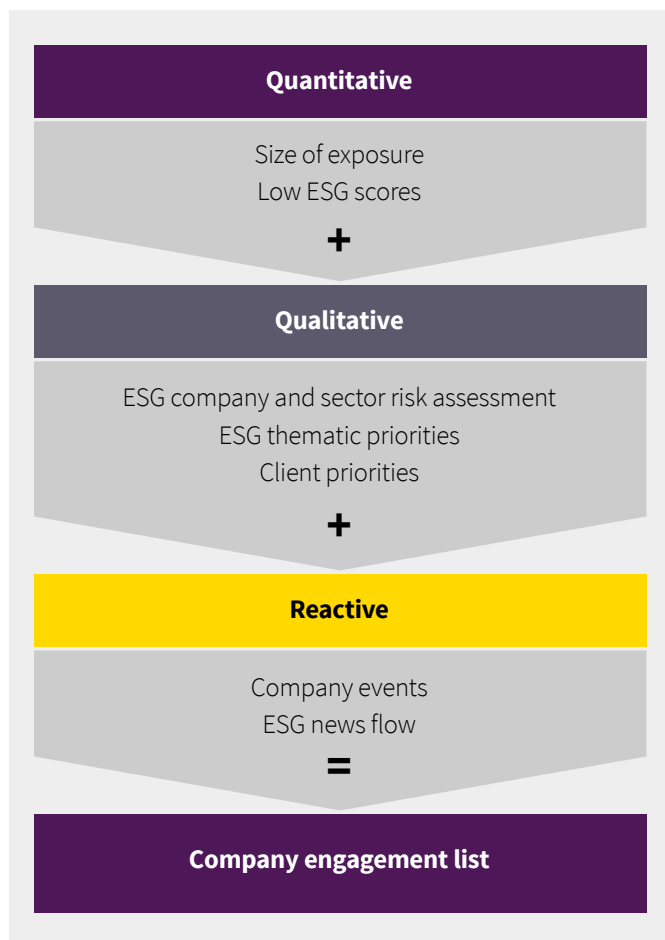 Quantitative
Size of exposure
Low ESG scores
+
Qualitative
ESG company and sector risk assessment
ESG thematic priorities
Client priorities
+
Reactive
Company events
ESG news flow
=
Company engagement list